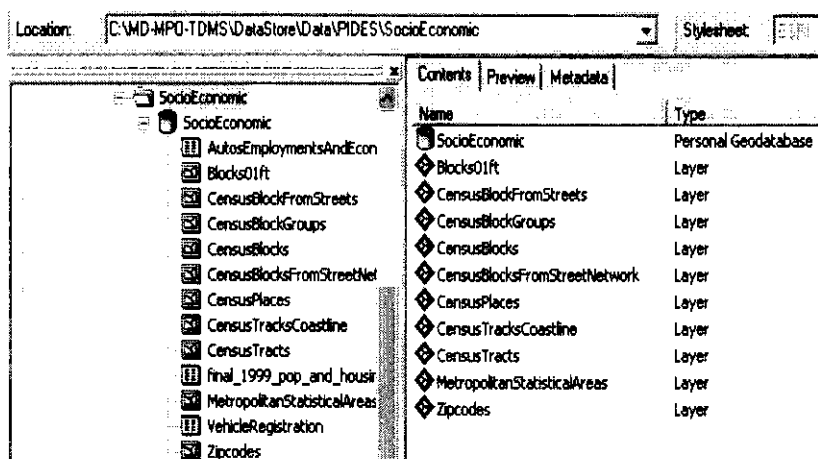 Location: C:\MD-MPO-TDMS\DataStore\Data\PIDES\SocioEconomic Stylesheet:
SocioEconomic
SocioEconomic
AutosEmploymentsAndEcon
Blocks01ft
CensusBlockFromStreets
CensusBlockGroups
CensusBlocks
CensusBlocksFromStreetNet
CensusPlaces
CensusTracksCoastline
CensusTracts
final_1999_pop_and_housin
MetropolitanStatisticalAreas
VehicleRegistration
Zipcodes
Contents Preview Metadata
Name Type
SocioEconomic Personal Geodatabase
Blocks01ft Layer
CensusBlockFromStreets Layer
CensusBlockGroups Layer
CensusBlocks Layer
CensusBlocksFromStreetNetwork Layer
CensusPlaces Layer
CensusTracksCoastline Layer
CensusTracts Layer
MetropolitanStatisticalAreas Layer
Zipcodes Layer